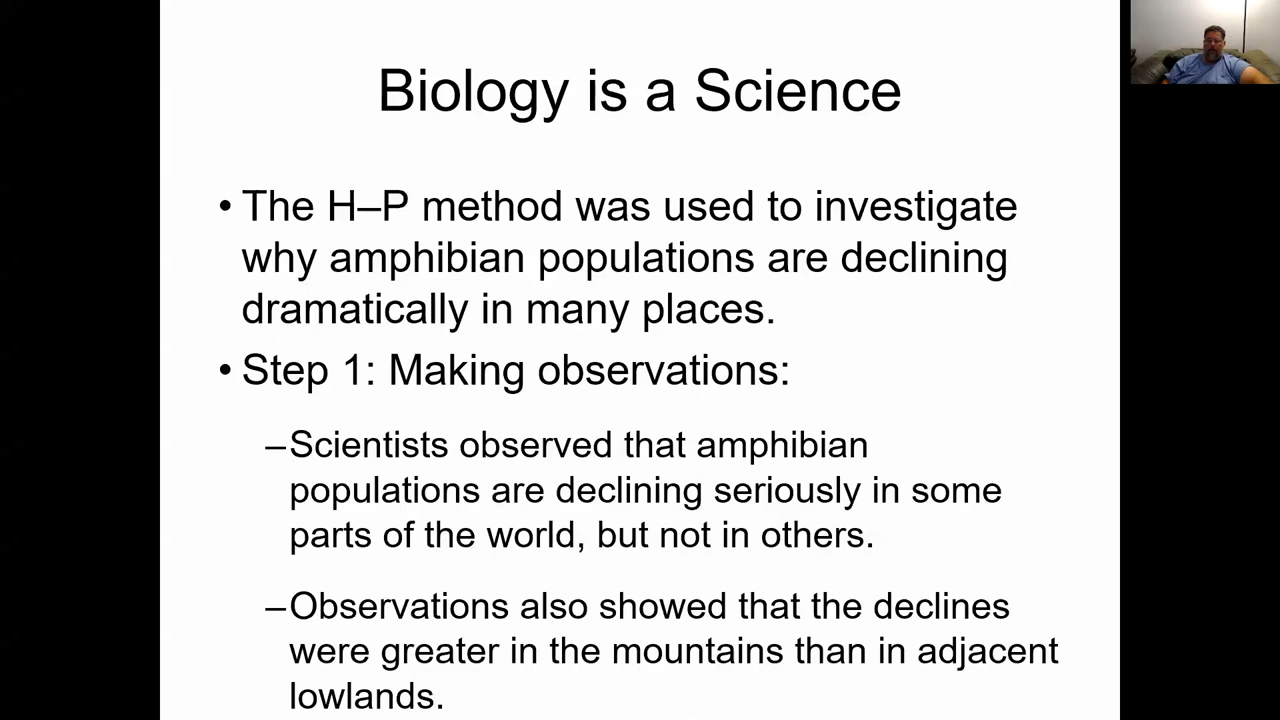 Biology is a Science
• The H–P method was used to investigate
why amphibian populations are declining
dramatically in many places.
• Step 1: Making observations:
–Scientists observed that amphibian
populations are declining seriously in some
parts of the world, but not in others.
–Observations also showed that the declines
were greater in the mountains than in adjacent
lowlands.